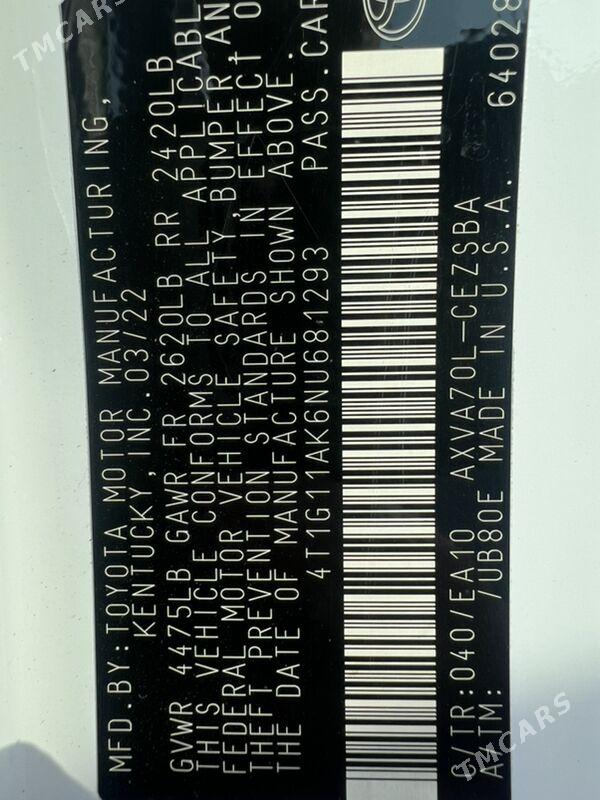 MFD.BY:TOYOTA MOTOR MANUFACTURING,
KENTUCKY, INC.03/22
GVWR 4475LB GAWR FR 2620LB RR 2420LB
THIS VEHICLE CONFORMS TO ALL APPLICABL
FEDERAL MOTOR VEHICLE SAFETY, BUMPER AN
THEFT PREVENTION STANDARDS IN EFFECT O
THE DATE OF MANUFACTURE SHOWN ABOVE.
4T1G11AK6NU681293 PASS.CAR
C/TR:040/EA10 AXVA70L-CEZSBA
A/TM: /UB80E MADE IN U.S.A. 64028
TMCARS
TMCARS
TMCARS